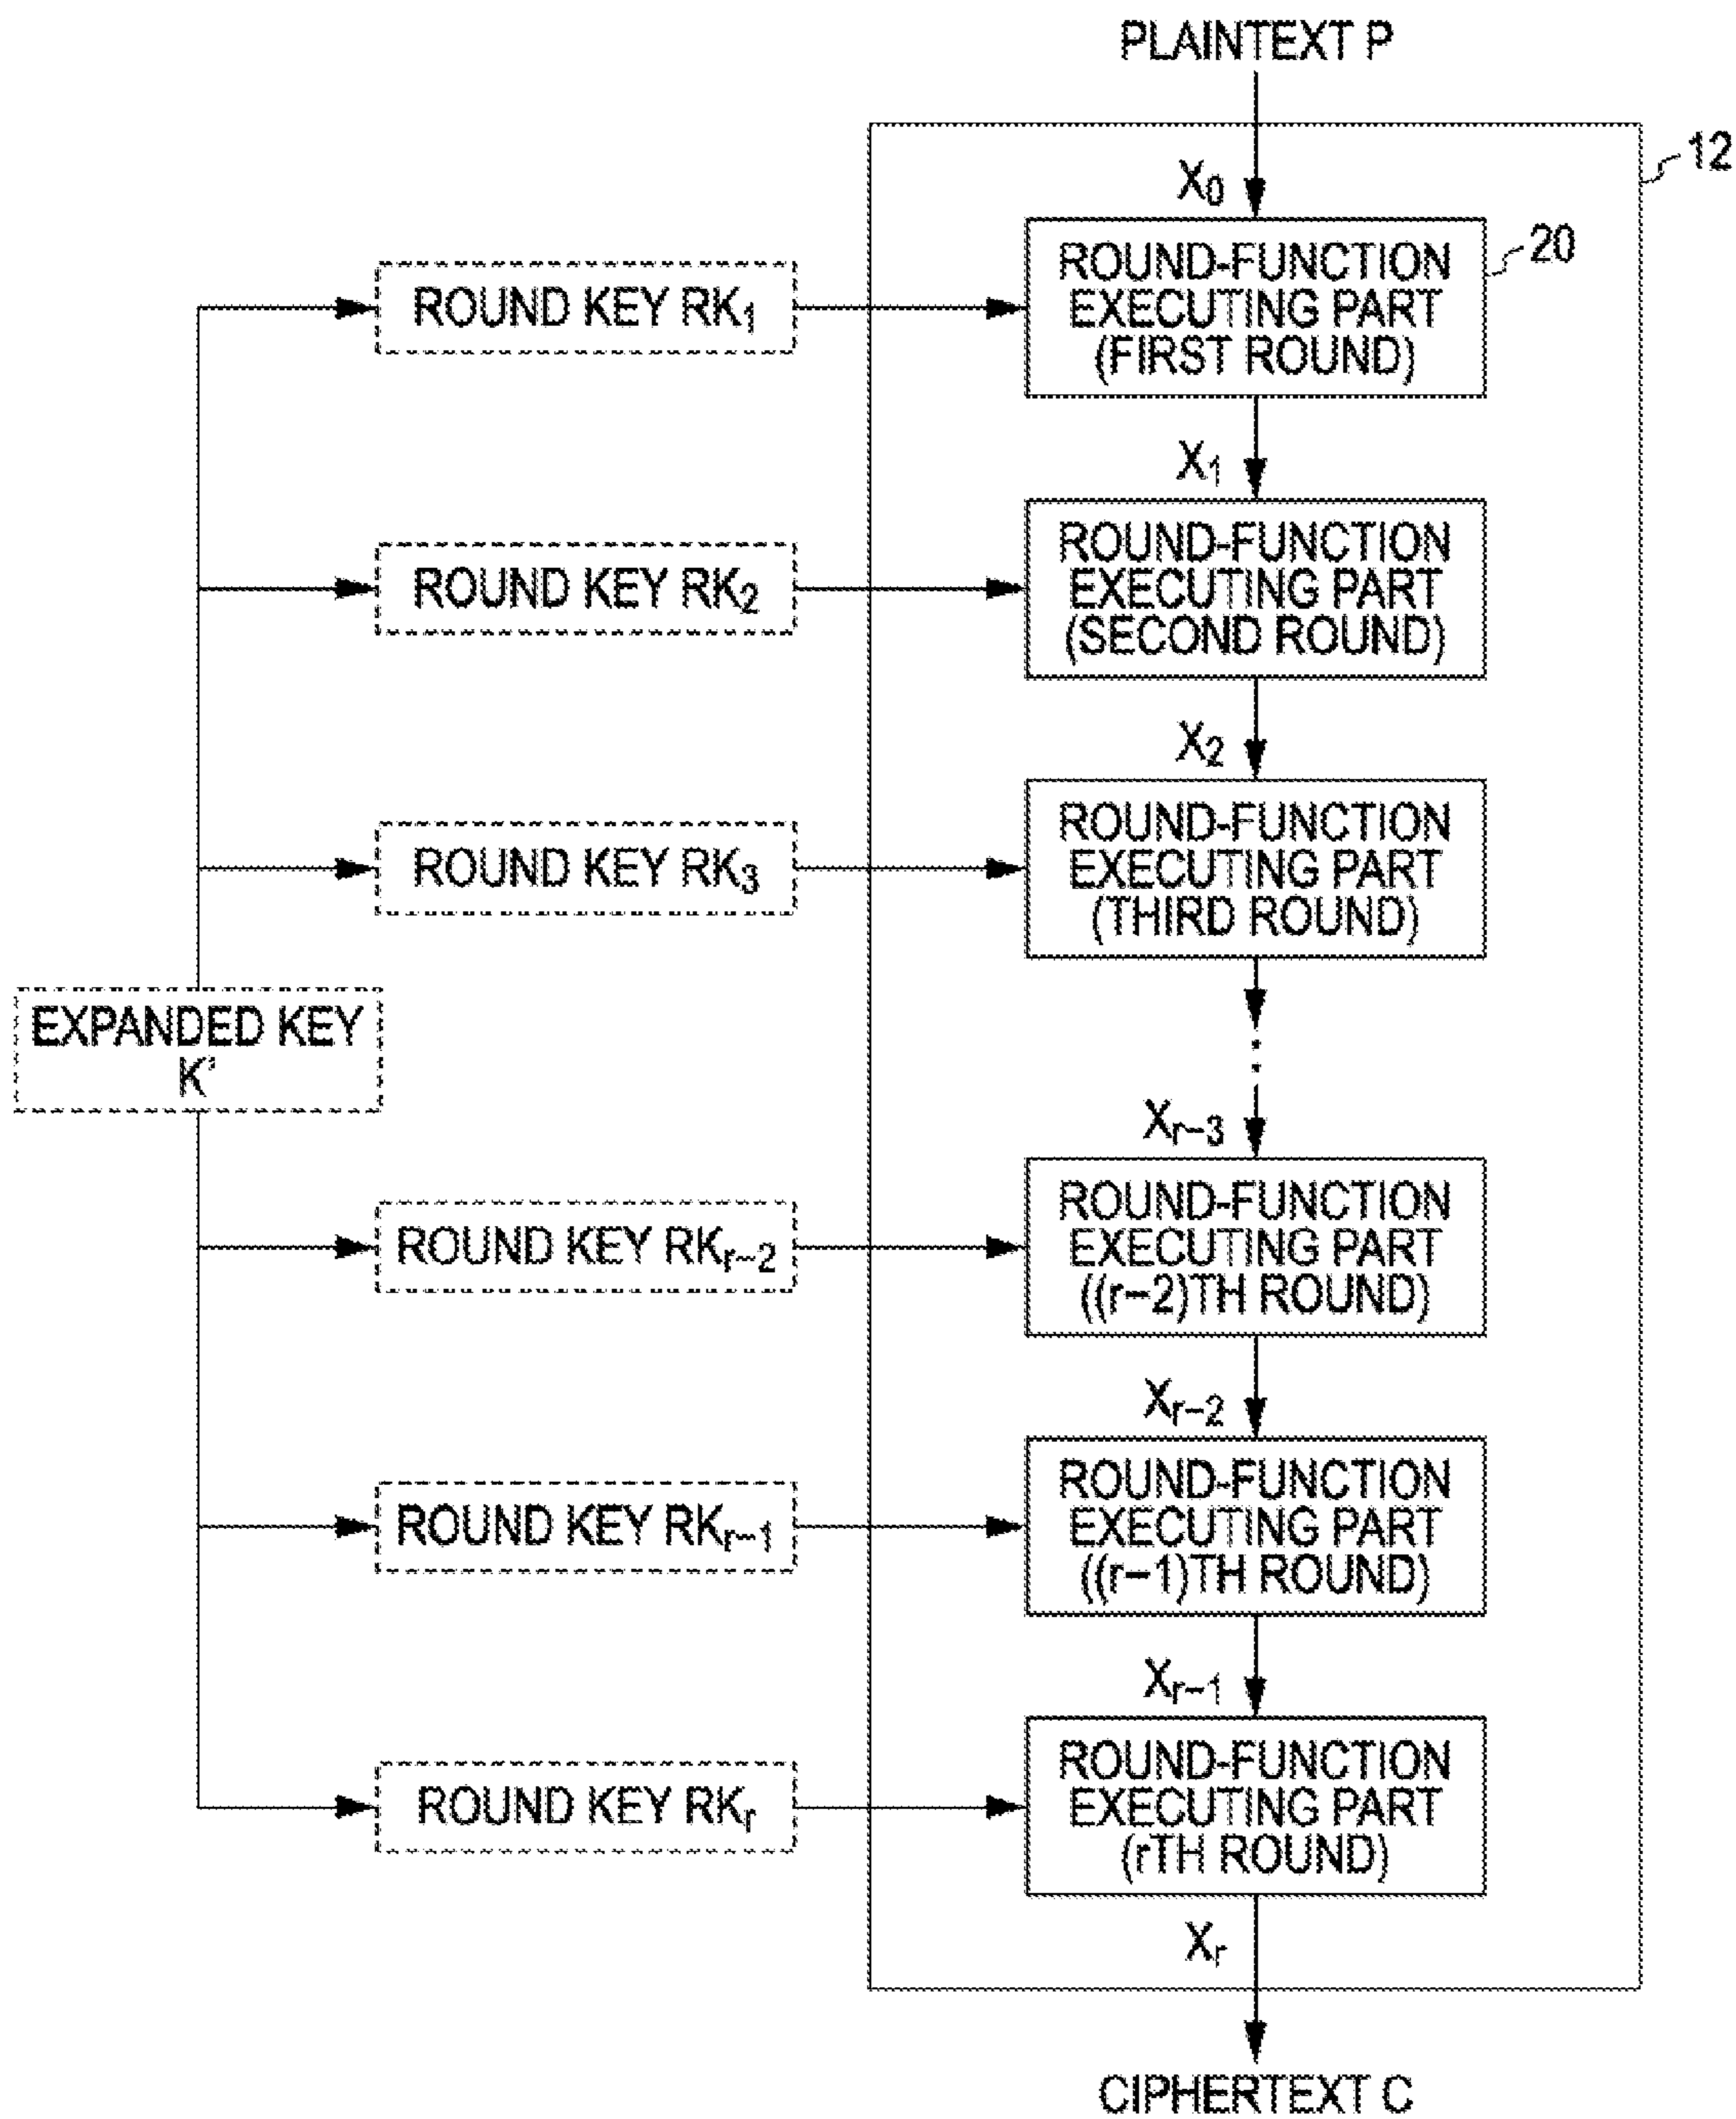 PLAINTEXT P
12
X0
ROUND-FUNCTION
EXECUTING PART
(FIRST ROUND)
20
ROUND KEY RK1
X1
ROUND-FUNCTION
EXECUTING PART
(SECOND ROUND)
ROUND KEY RK2
X2
ROUND-FUNCTION
EXECUTING PART
(THIRD ROUND)
ROUND KEY RK3
EXPANDED KEY
K'
Xr-3
ROUND-FUNCTION
EXECUTING PART
((r-2)TH ROUND)
ROUND KEY RKr-2
Xr-2
ROUND-FUNCTION
EXECUTING PART
((r-1)TH ROUND)
ROUND KEY RKr-1
Xr-1
ROUND-FUNCTION
EXECUTING PART
(rTH ROUND)
ROUND KEY RKr
Xr
CIPHERTEXT C